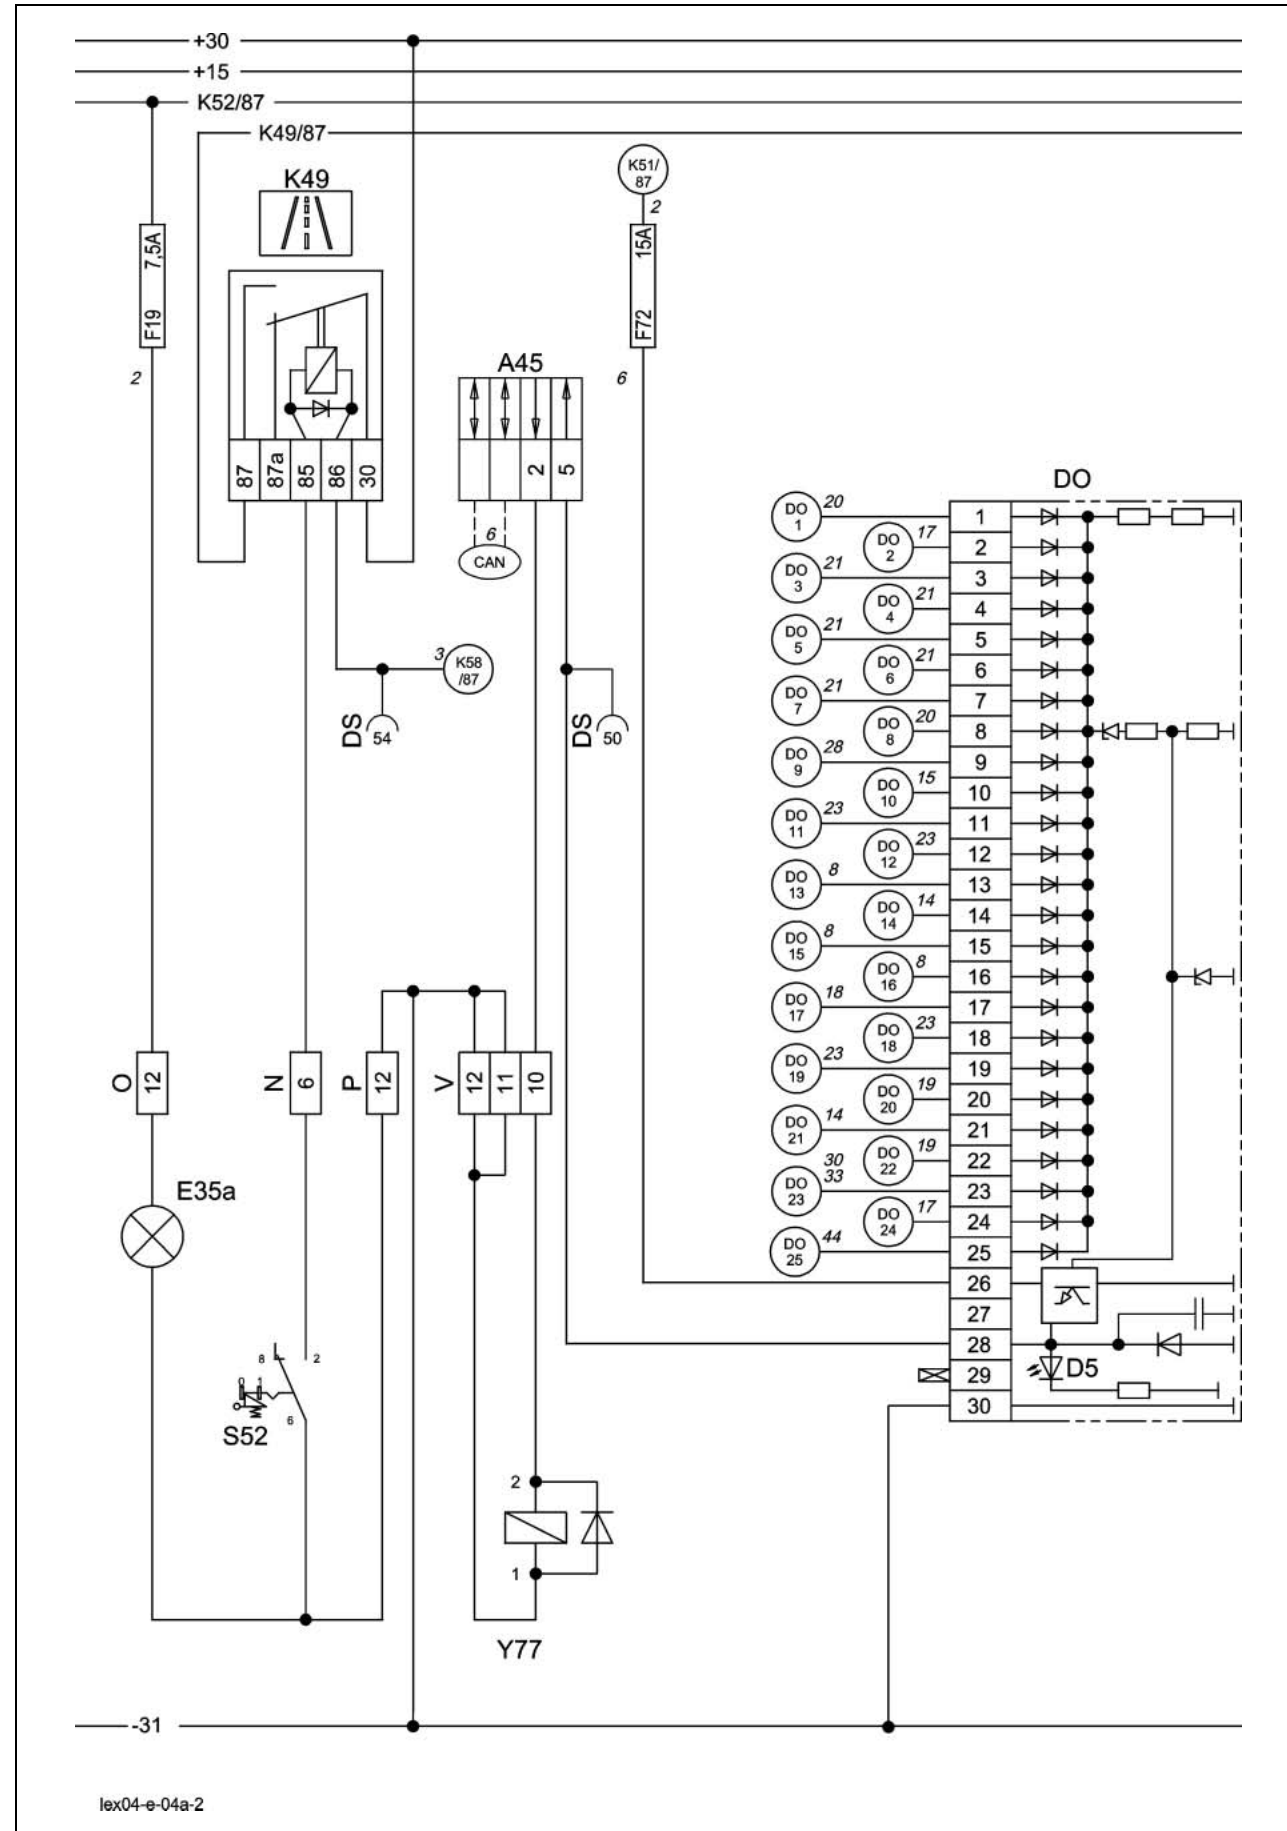 +30
+15
K52/87
K49/87
K49
K51/
87
2
7,5A
F19
2
15A
F72
6
A45
87
87a
85
86
30
2
5
6
CAN
3
K58
/87
DS
54
DS
50
DO
DO
1
20
1
DO
2
17
2
DO
3
21
3
DO
4
21
4
DO
5
21
5
DO
6
21
6
DO
7
21
7
DO
8
20
8
DO
9
28
9
DO
10
15
10
DO
11
23
11
DO
12
23
12
DO
13
8
13
DO
14
14
14
DO
15
8
15
DO
16
8
16
DO
17
18
17
DO
18
23
18
DO
19
23
19
DO
20
19
20
DO
21
14
21
DO
22
19
22
DO
23
30
33
23
DO
24
17
24
DO
25
44
25
26
27
28
29
30
D5
O
12
N
6
P
12
V
12
11
10
E35a
8
2
0
1
6
S52
2
1
Y77
-31
lex04-e-04a-2